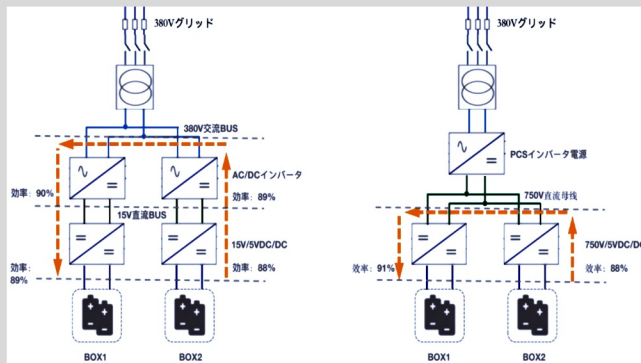 380Vグリッド
380V交流BUS
AC/DCインバータ
効率: 90%
効率: 89%
15V直流BUS
15V/5VDC/DC
効率:
89%
効率: 88%
BOX1
BOX2
380Vグリッド
PCSインバータ電源
750V直流母线
750V/5VDC/DC
效率: 91%
效率: 88%
BOX1
BOX2